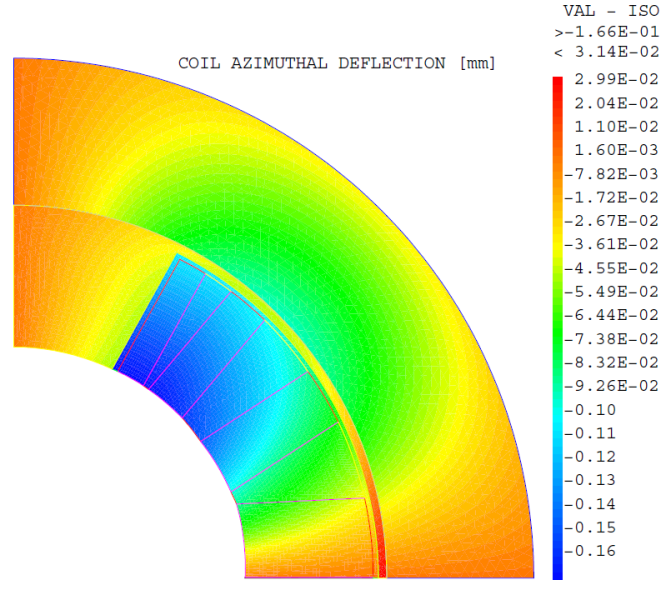 VAL - ISO
>-1.66E-01
< 3.14E-02
COIL AZIMUTHAL DEFLECTION [mm]
2.99E-02
2.04E-02
1.10E-02
1.60E-03
-7.82E-03
-1.72E-02
-2.67E-02
-3.61E-02
-4.55E-02
-5.49E-02
-6.44E-02
-7.38E-02
-8.32E-02
-9.26E-02
-0.10
-0.11
-0.12
-0.13
-0.14
-0.15
-0.16